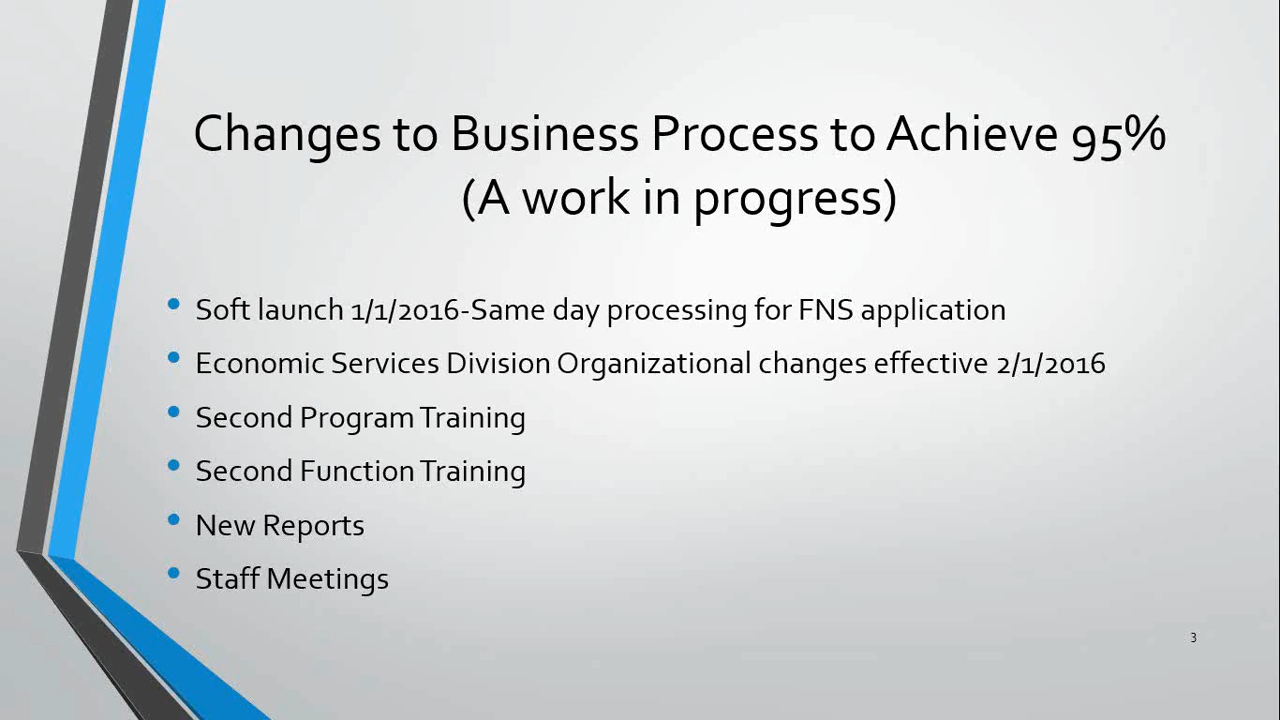 Changes to Business Process to Achieve 95%
(A work in progress)
• Soft launch 1/1/2016-Same day processing for FNS application
• Economic Services Division Organizational changes effective 2/1/2016
• Second Program Training
• Second Function Training
• New Reports
• Staff Meetings
3